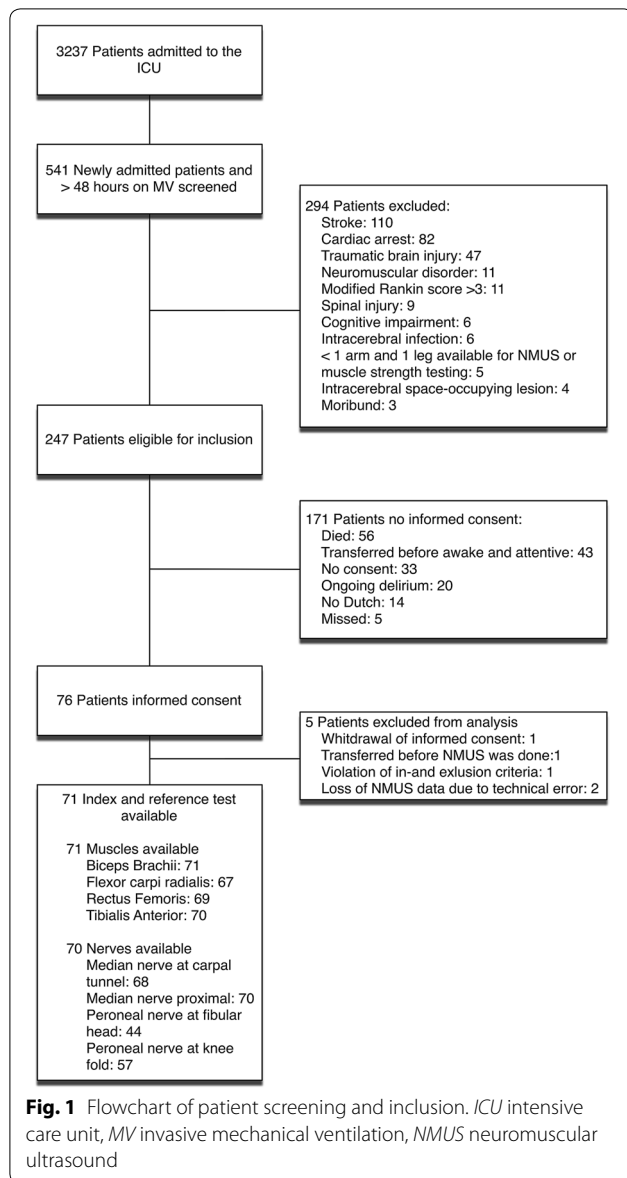 3237 Patients admitted to the
ICU
541 Newly admitted patients and
> 48 hours on MV screened
294 Patients excluded:
Stroke: 110
Cardiac arrest: 82
Traumatic brain injury: 47
Neuromuscular disorder: 11
Modified Rankin score >3: 11
Spinal injury: 9
Cognitive impairment: 6
Intracerebral infection: 6
< 1 arm and 1 leg available for NMUS or
muscle strength testing: 5
Intracerebral space-occupying lesion: 4
Moribund: 3
247 Patients eligible for inclusion
171 Patients no informed consent:
Died: 56
Transferred before awake and attentive: 43
No consent: 33
Ongoing delirium: 20
No Dutch: 14
Missed: 5
76 Patients informed consent
5 Patients excluded from analysis
Whitdrawal of informed consent: 1
Transferred before NMUS was done:1
Violation of in-and exlusion criteria: 1
Loss of NMUS data due to technical error: 2
71 Index and reference test
available
71 Muscles available
Biceps Brachii: 71
Flexor carpi radialis: 67
Rectus Femoris: 69
Tibialis Anterior: 70
70 Nerves available
Median nerve at carpal
tunnel: 68
Median nerve proximal: 70
Peroneal nerve at fibular
head: 44
Peroneal nerve at knee
fold: 57
Fig. 1 Flowchart of patient screening and inclusion. ICU intensive
care unit, MV invasive mechanical ventilation, NMUS neuromuscular
ultrasound